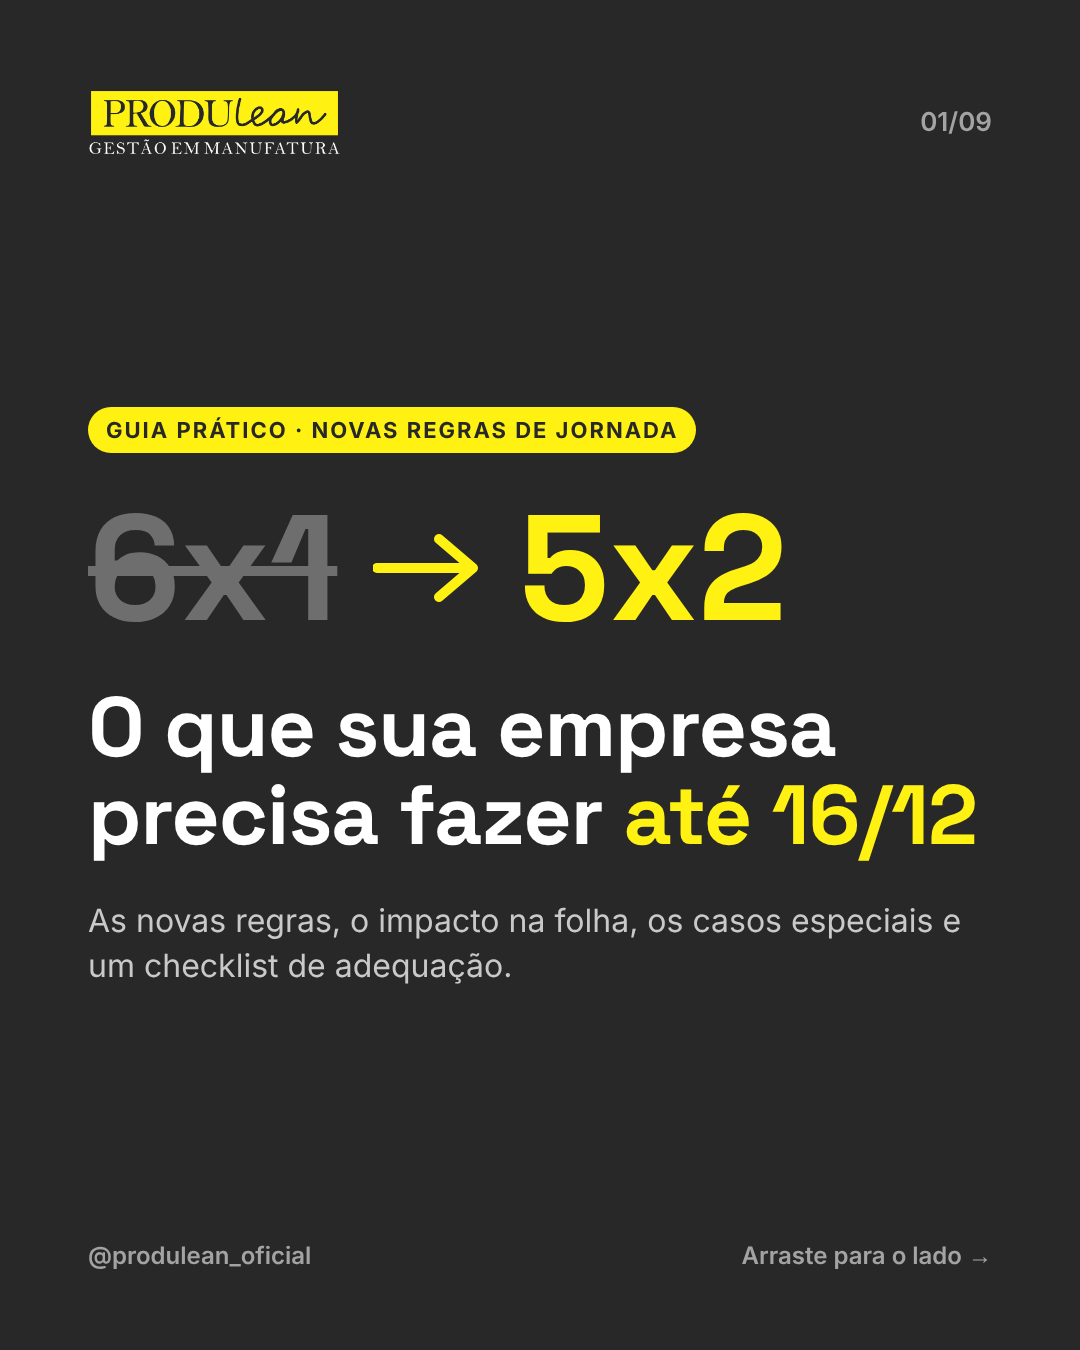 PRODUlean
GESTÃO EM MANUFATURA
01/09
GUIA PRÁTICO · NOVAS REGRAS DE JORNADA
6x1 → 5x2
O que sua empresa
precisa fazer até 16/12
As novas regras, o impacto na folha, os casos especiais e
um checklist de adequação.
@produlean_oficial
Arraste para o lado →